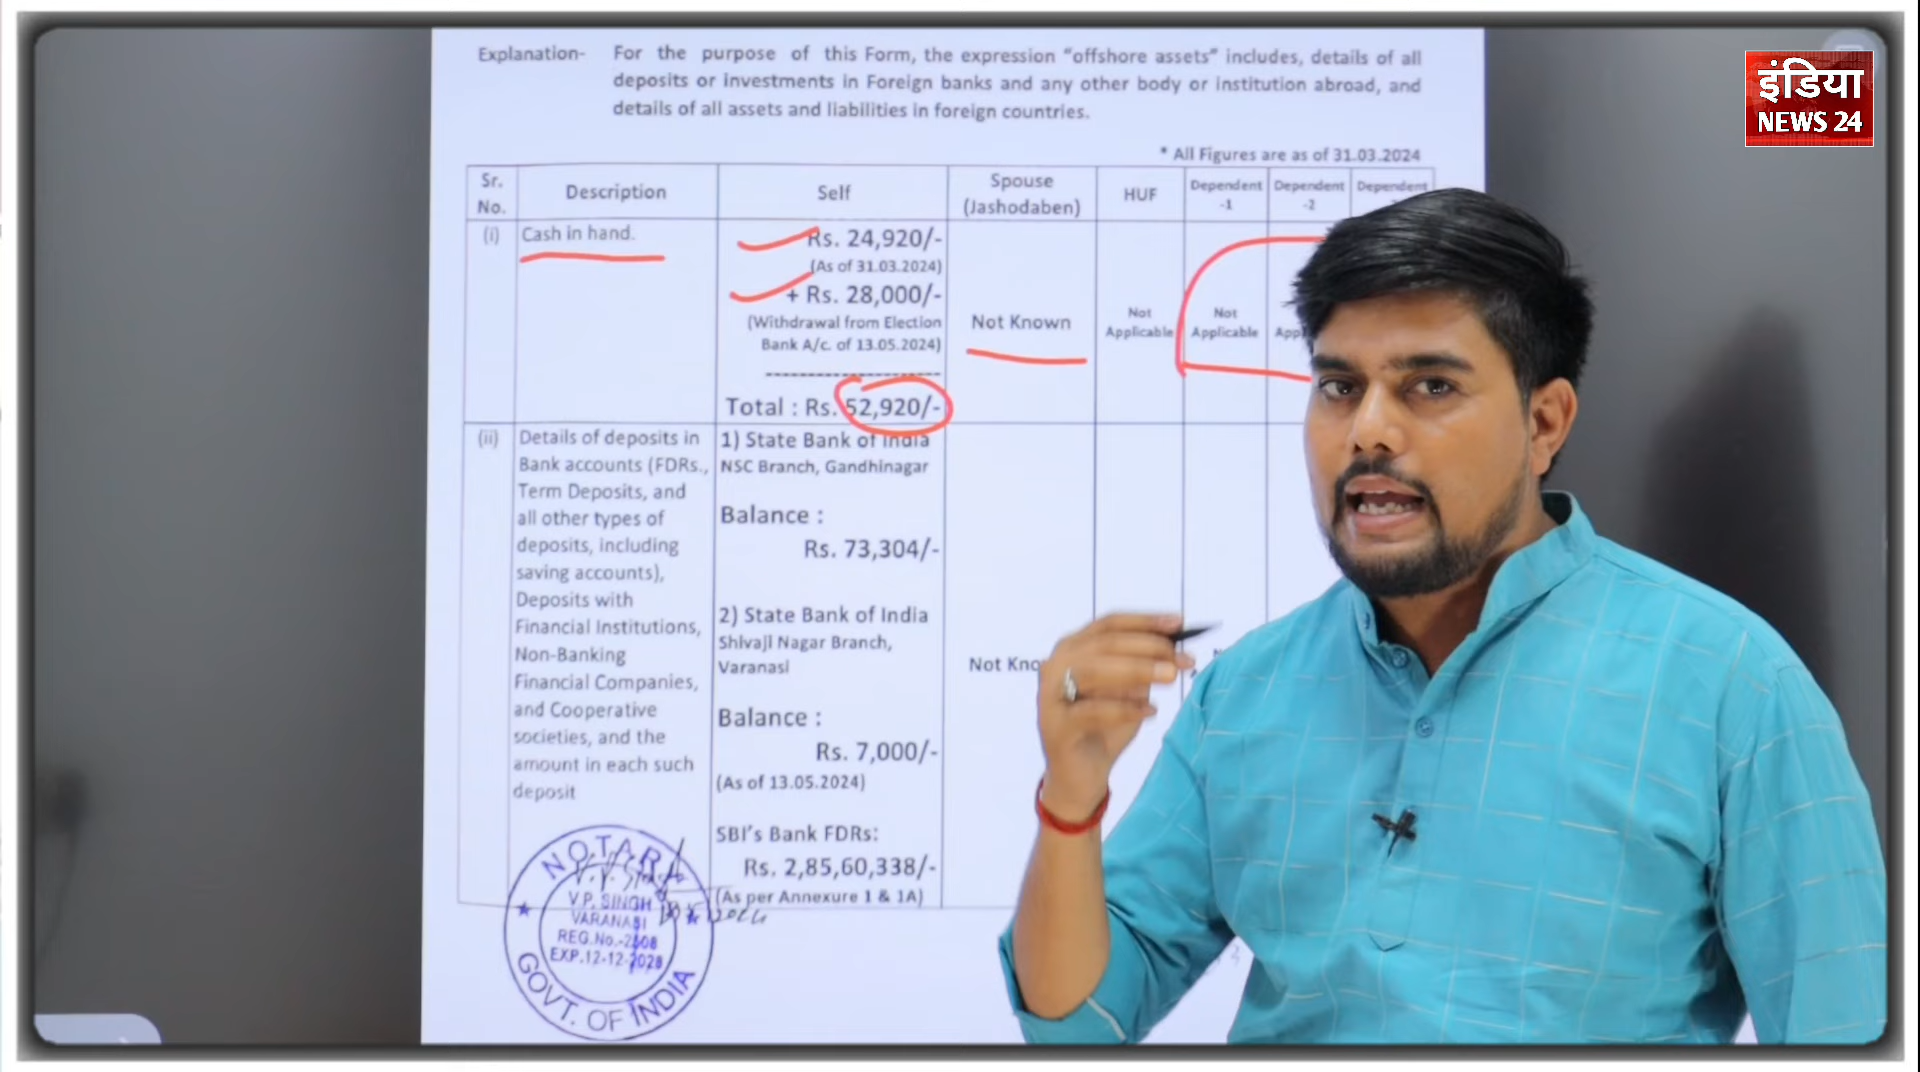 Explanation- For the purpose of this Form, the expression “offshore assets” includes, details of all
deposits or investments in Foreign banks and any other body or institution abroad, and
details of all assets and liabilities in foreign countries.
इंडिया
NEWS 24
* All Figures are as of 31.03.2024
Sr.
No.
Description
Self
Spouse
(Jashodaben)
HUF
Dependent
-1
Dependent
-2
Dependent
(i)
Cash in hand.
Rs. 24,920/-
(As of 31.03.2024)
+ Rs. 28,000/-
(Withdrawal from Election
Bank A/c. of 13.05.2024)
Total : Rs. 52,920/-
Not Known
Not
Applicable
Not
Applicable
(ii)
Details of deposits in
Bank accounts (FDRs.,
Term Deposits, and
all other types of
deposits, including
saving accounts),
Deposits with
Financial Institutions,
Non-Banking
Financial Companies,
and Cooperative
societies, and the
amount in each such
deposit
1) State Bank of India
NSC Branch, Gandhinagar
Balance :
Rs. 73,304/-
2) State Bank of India
Shivaji Nagar Branch,
Varanasi
Balance :
Rs. 7,000/-
(As of 13.05.2024)
SBI’s Bank FDRs:
Rs. 2,85,60,338/-
(As per Annexure 1 & 1A)
Not
NOTARY
V.P. SINGH
VARANASI
REG.No.-2608
EXP.12-12-2028
GOVT. OF INDIA